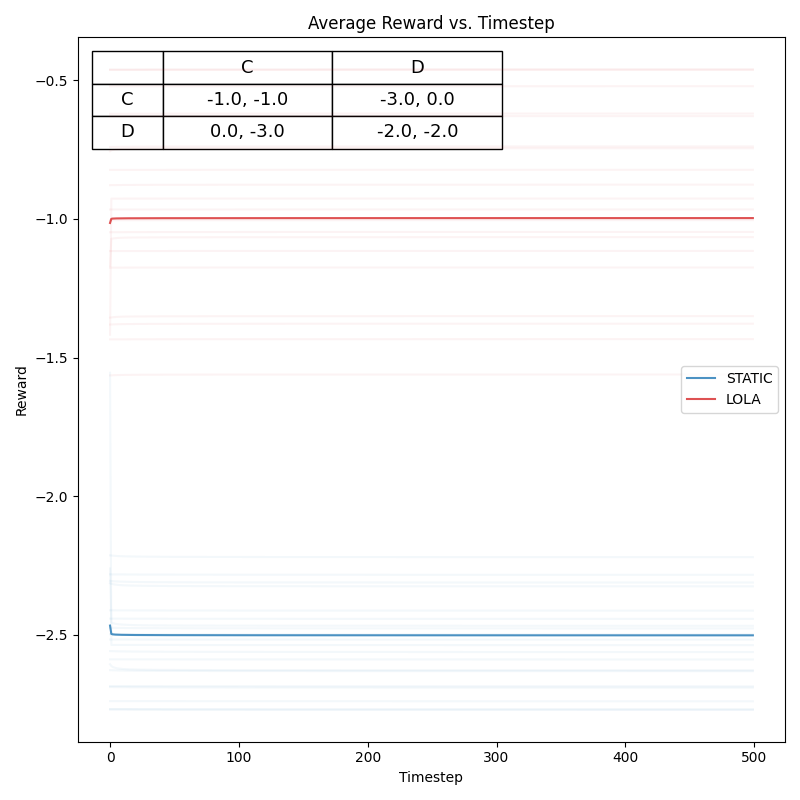 Average Reward vs. Timestep
C D
C -1.0, -1.0 -3.0, 0.0
D 0.0, -3.0 -2.0, -2.0
−0.5
−1.0
−1.5
−2.0
−2.5
Reward
STATIC
LOLA
0 100 200 300 400 500
Timestep